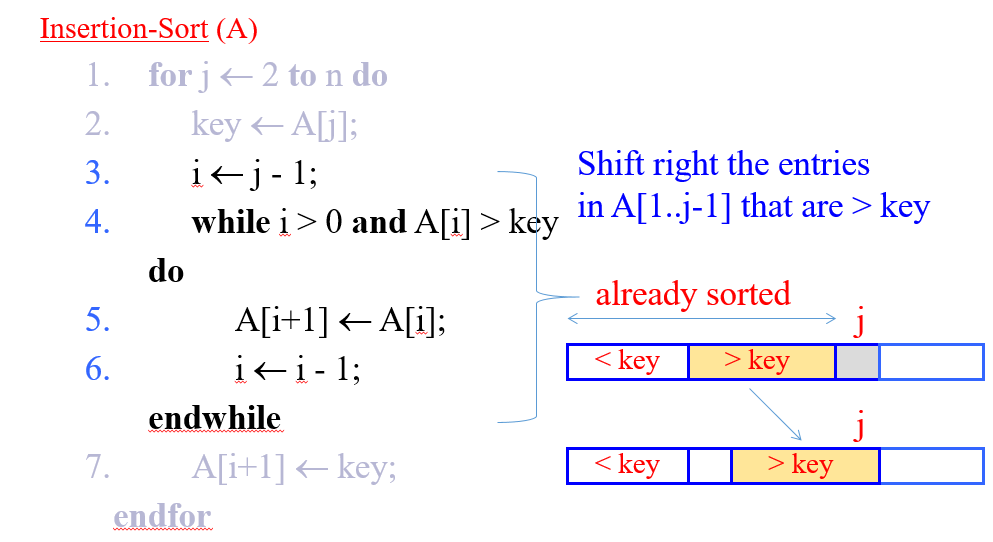 Insertion-Sort (A)
1. for j ← 2 to n do
2. key ← A[j];
3. i ← j - 1;
4. while i > 0 and A[i] > key
do
5. A[i+1] ← A[i];
6. i ← i - 1;
endwhile
7. A[i+1] ← key;
endfor
Shift right the entries
in A[1..j-1] that are > key
already sorted
j
< key > key
j
< key > key